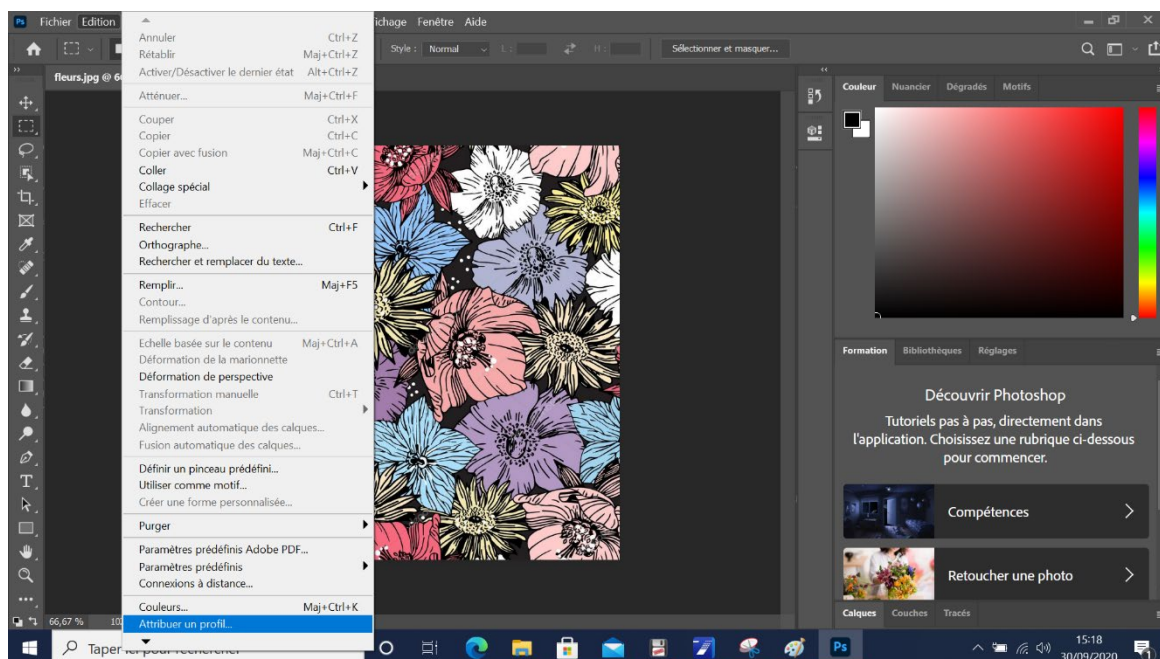 Ps Fichier Edition ichage Fenêtre Aide
Style : Normal L : H : Sélectionner et masquer...
fleurs.jpg @ 6
Annuler Ctrl+Z
Rétablir Maj+Ctrl+Z
Activer/Désactiver le dernier état Alt+Ctrl+Z
Atténuer... Maj+Ctrl+F
Couper Ctrl+X
Copier Ctrl+C
Copier avec fusion Maj+Ctrl+C
Coller Ctrl+V
Collage spécial
Effacer
Rechercher Ctrl+F
Orthographe...
Rechercher et remplacer du texte...
Remplir... Maj+F5
Contour...
Remplissage d'après le contenu...
Echelle basée sur le contenu Maj+Ctrl+A
Déformation de la marionnette
Déformation de perspective
Transformation manuelle Ctrl+T
Transformation
Alignement automatique des calques...
Fusion automatique des calques...
Définir un pinceau prédéfini...
Utiliser comme motif...
Créer une forme personnalisée...
Purger
Paramètres prédéfinis Adobe PDF...
Paramètres prédéfinis
Connexions à distance...
Couleurs... Maj+Ctrl+K
Attribuer un profil...
Couleur Nuancier Dégradés Motifs
Formation Bibliothèques Réglages
Découvrir Photoshop
Tutoriels pas à pas, directement dans
l'application. Choisissez une rubrique ci-dessous
pour commencer.
Compétences
Retoucher une photo
Calques Couches Tracés
66,67 %
Taper
Ps
15:18
30/09/2020